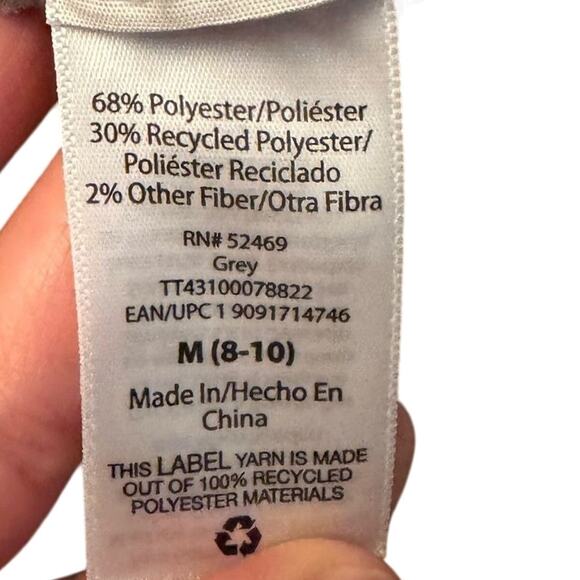 68% Polyester/Poliéster
30% Recycled Polyester/
Poliéster Reciclado
2% Other Fiber/Otra Fibra
RN# 52469
Grey
TT43100078822
EAN/UPC 1 9091714746
M (8-10)
Made In/Hecho En
China
THIS LABEL YARN IS MADE
OUT OF 100% RECYCLED
POLYESTER MATERIALS